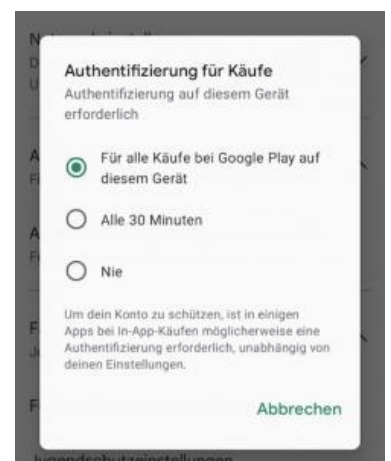 Authentifizierung für Käufe
Authentifizierung auf diesem Gerät
erforderlich
Für alle Käufe bei Google Play auf
diesem Gerät
Alle 30 Minuten
Nie
Um dein Konto zu schützen, ist in einigen
Apps bei In-App-Käufen möglicherweise eine
Authentifizierung erforderlich, unabhängig von
deinen Einstellungen.
Abbrechen
Jugendschutzeinstellungen